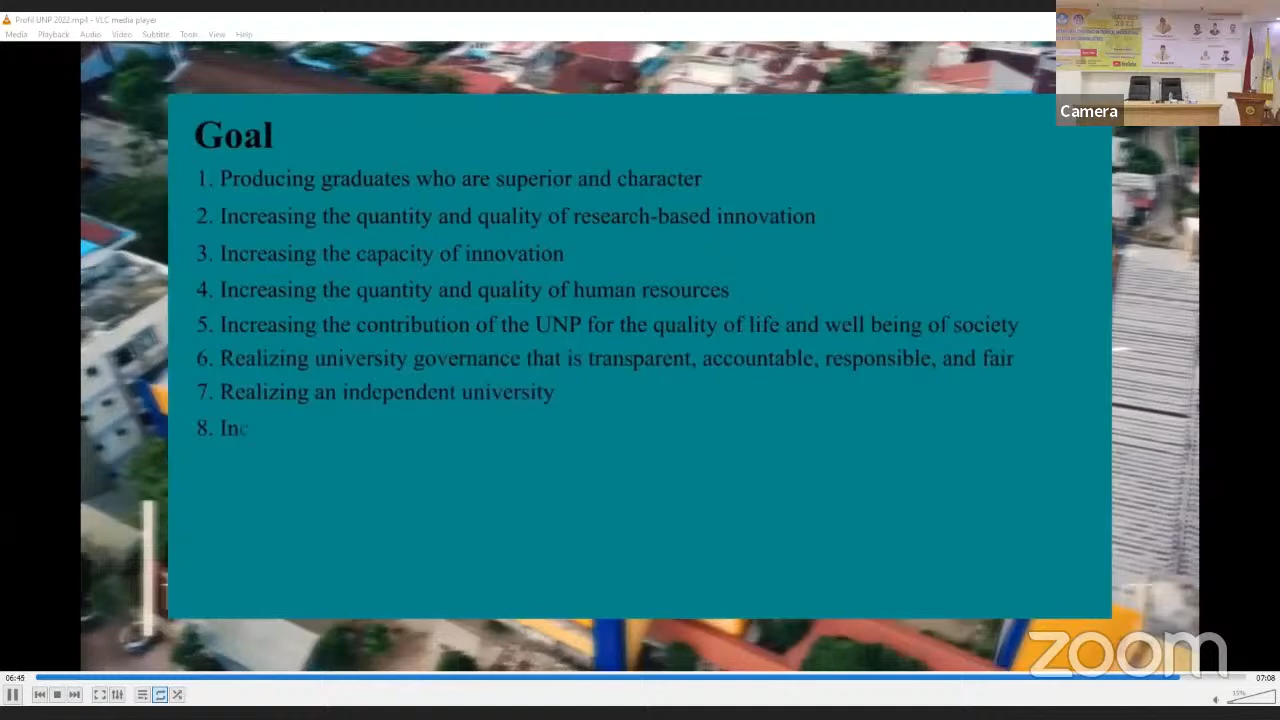 Profil UNP 2022.mp4 - VLC media player
Media Playback Audio Video Subtitle Tools View Help
Camera
Goal
1. Producing graduates who are superior and character
2. Increasing the quantity and quality of research-based innovation
3. Increasing the capacity of innovation
4. Increasing the quantity and quality of human resources
5. Increasing the contribution of the UNP for the quality of life and well being of society
6. Realizing university governance that is transparent, accountable, responsible, and fair
7. Realizing an independent university
8. Inc
zoom
06:45
07:08
15%